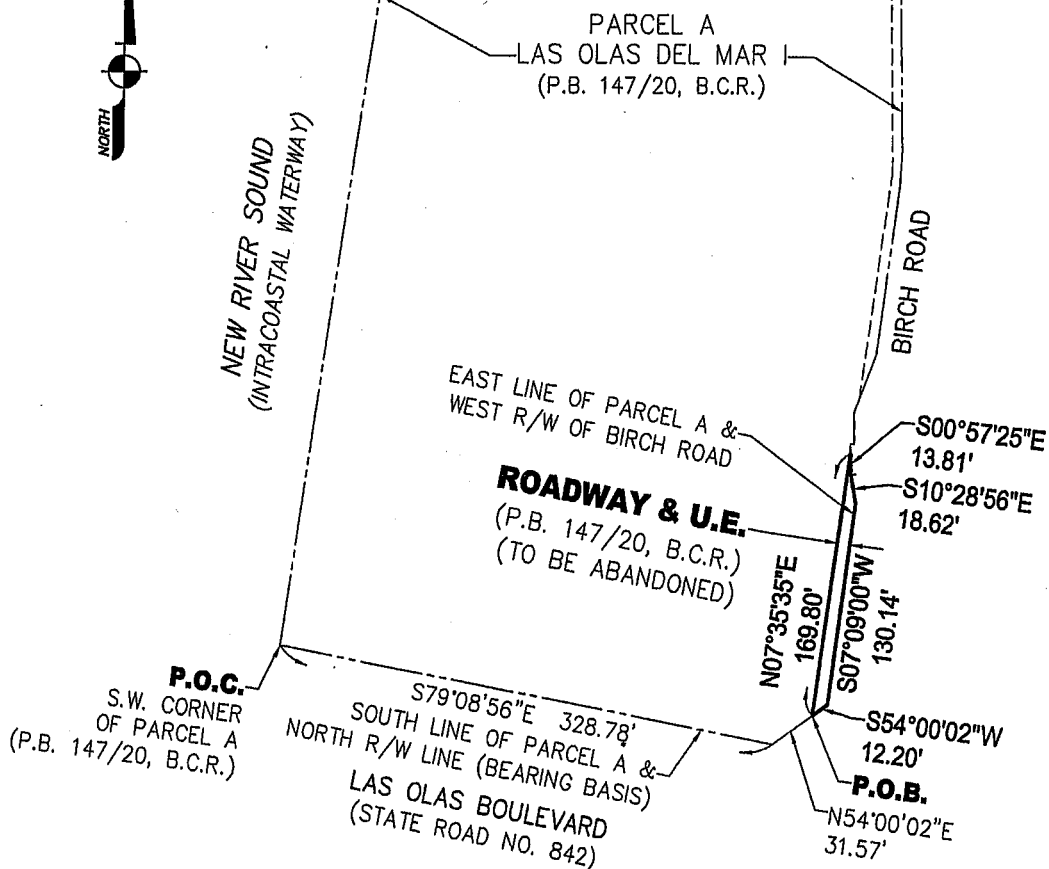 PARCEL A
LAS OLAS DEL MAR I
(P.B. 147/20, B.C.R.)
NORTH
NEW RIVER SOUND
(INTRACOASTAL WATERWAY)
BIRCH ROAD
EAST LINE OF PARCEL A &
WEST R/W OF BIRCH ROAD
S00°57'25"E
13.81'
S10°28'56"E
18.62'
ROADWAY & U.E.
(P.B. 147/20, B.C.R.)
(TO BE ABANDONED)
N07°35'35"E
169.80'
S07°09'00"W
130.14'
P.O.C.
S.W. CORNER
OF PARCEL A
(P.B. 147/20, B.C.R.)
S79°08'56"E 328.78'
SOUTH LINE OF PARCEL A &
NORTH R/W LINE (BEARING BASIS)
LAS OLAS BOULEVARD
(STATE ROAD NO. 842)
S54°00'02"W
12.20'
P.O.B.
N54°00'02"E
31.57'